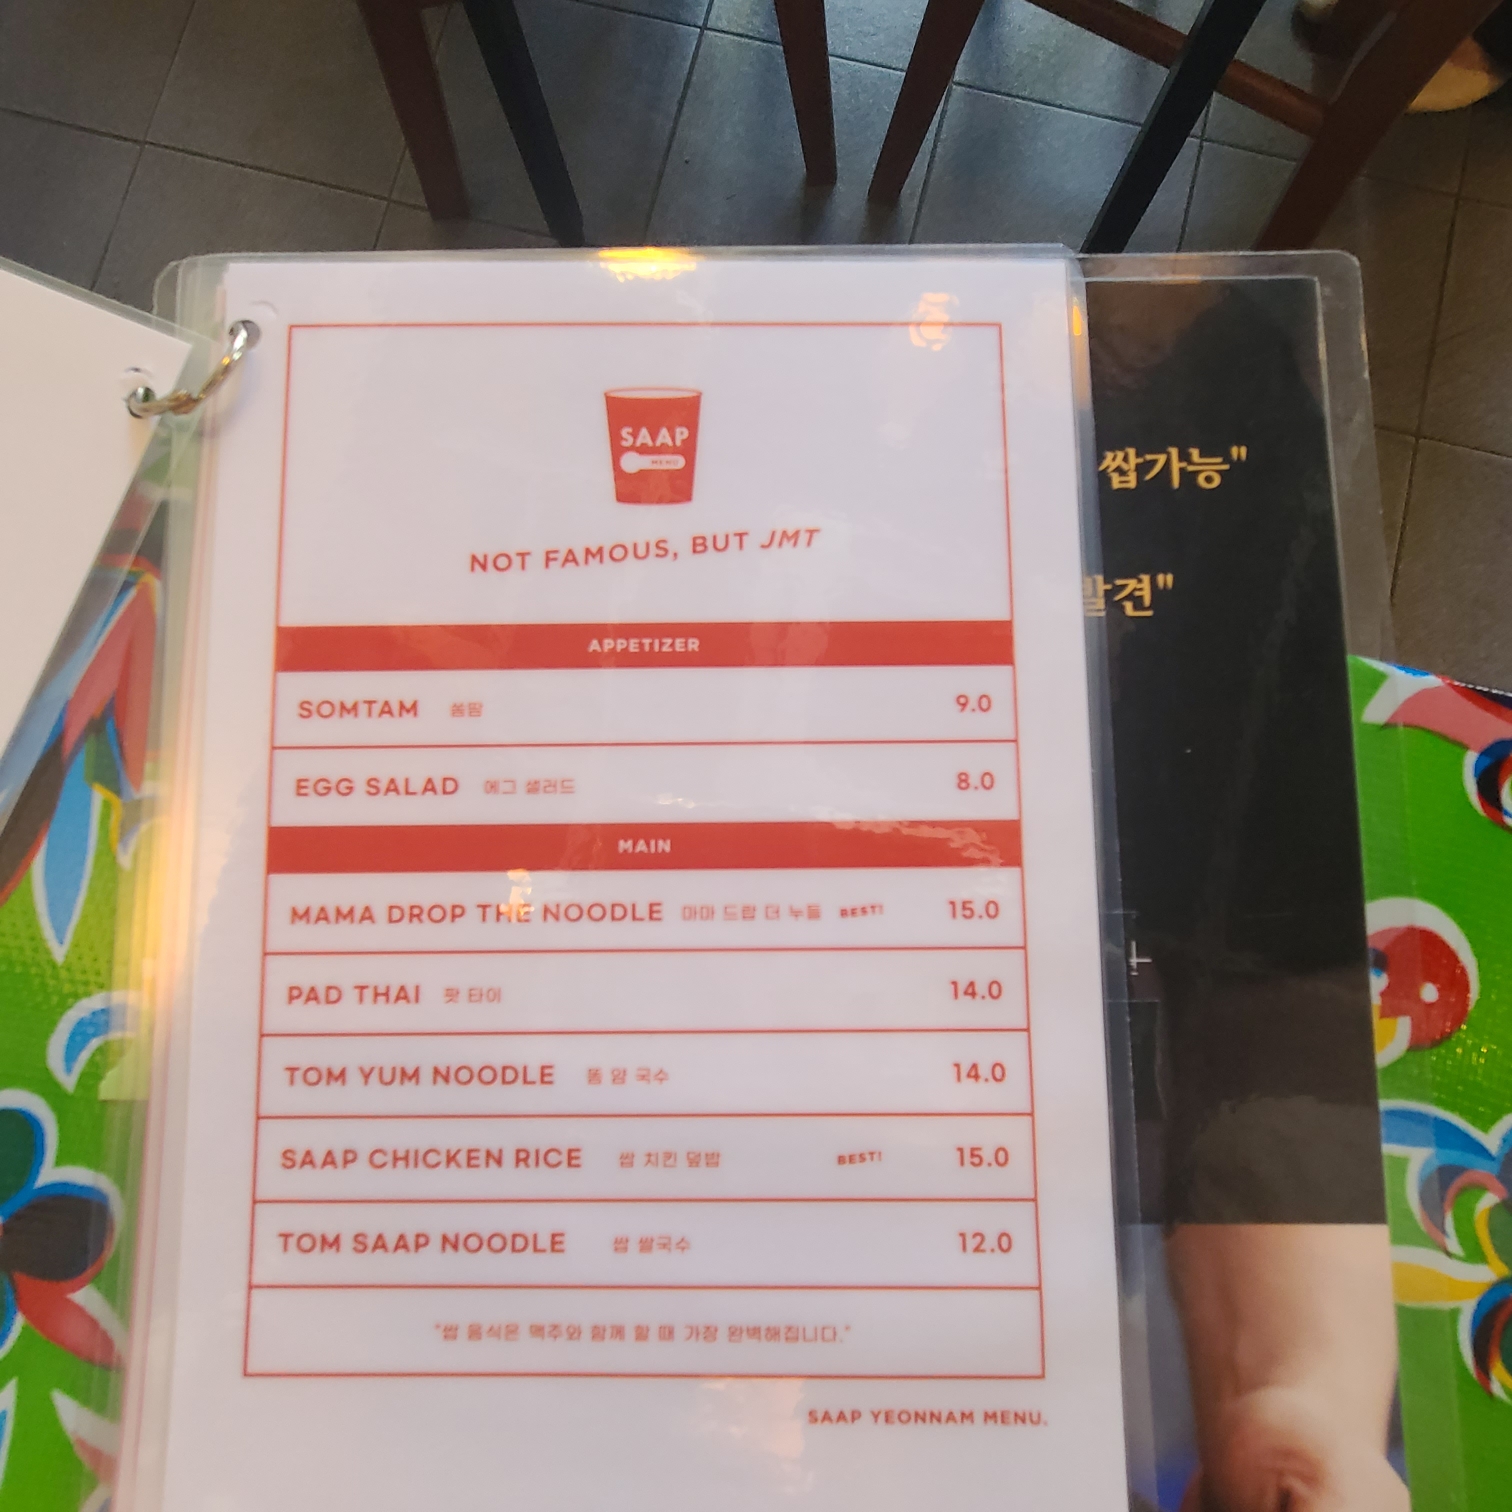 SAAP
MENU
NOT FAMOUS, BUT JMT
APPETIZER
SOMTAM 쏨땀 9.0
EGG SALAD 에그 샐러드 8.0
MAIN
MAMA DROP THE NOODLE 마마 드랍 더 누들 BEST! 15.0
PAD THAI 팟 타이 14.0
TOM YUM NOODLE 똠 얌 국수 14.0
SAAP CHICKEN RICE 쌉 치킨 덮밥 BEST! 15.0
TOM SAAP NOODLE 쌉 쌀국수 12.0
"쌉 음식은 맥주와 함께 할 때 가장 완벽해집니다."
SAAP YEONNAM MENU.
쌉가능"
발견"